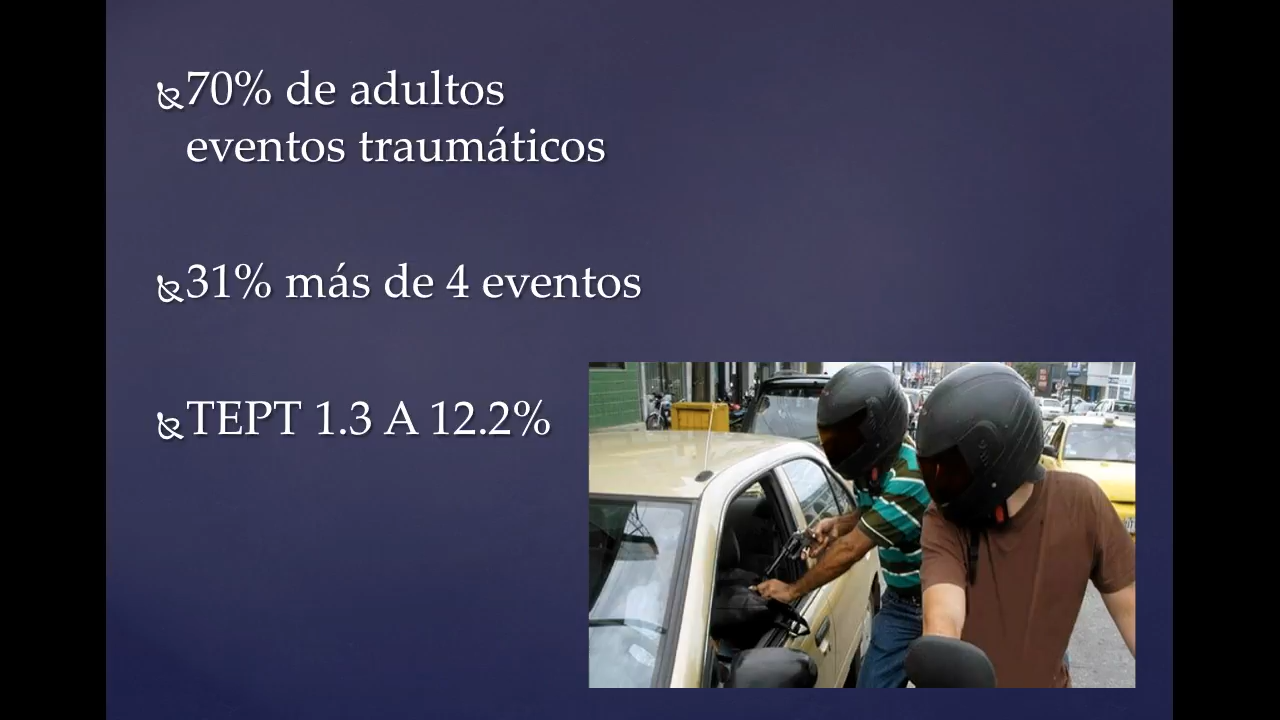 70% de adultos
eventos traumáticos
31% más de 4 eventos
TEPT 1.3 A 12.2%